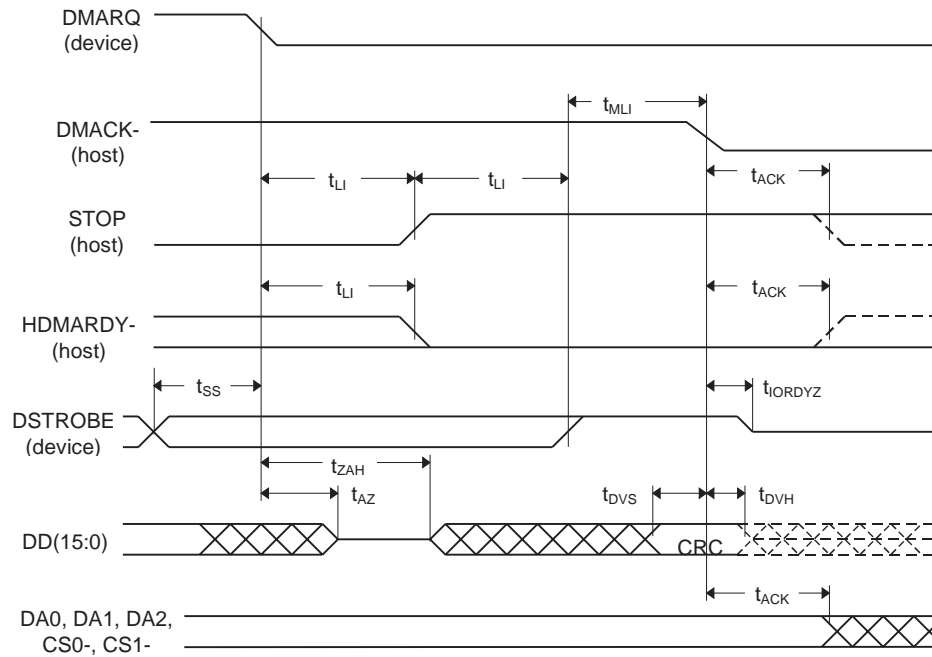 DMARQ
(device)
tMLI
DMACK-
(host)
tLI
tLI
tACK
STOP
(host)
tLI
tACK
HDMARDY-
(host)
tSS
tIORDYZ
DSTROBE
(device)
tZAH
tAZ
tDVS
tDVH
DD(15:0)
CRC
tACK
DA0, DA1, DA2,
CS0-, CS1-